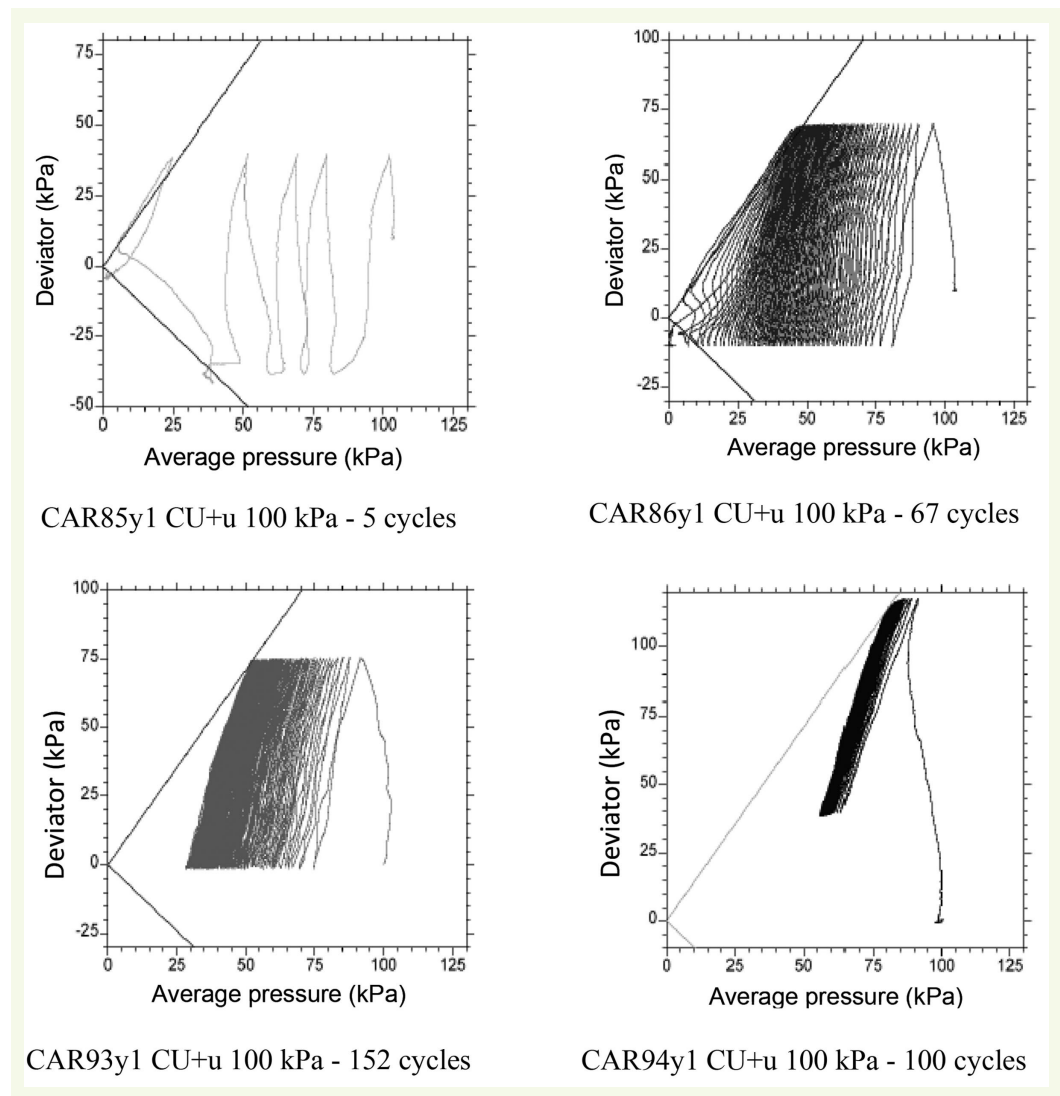 75
50
25
0
-25
-50
0 25 50 75 100 125
Deviator (kPa)
Average pressure (kPa)
CAR85y1 CU+u 100 kPa - 5 cycles
100
75
50
25
0
-25
0 25 50 75 100 125
Deviator (kPa)
Average pressure (kPa)
CAR86y1 CU+u 100 kPa - 67 cycles
100
75
50
25
0
-25
0 25 50 75 100 125
Deviator (kPa)
Average pressure (kPa)
CAR93y1 CU+u 100 kPa - 152 cycles
100
75
50
25
0
0 25 50 75 100 125
Deviator (kPa)
Average pressure (kPa)
CAR94y1 CU+u 100 kPa - 100 cycles